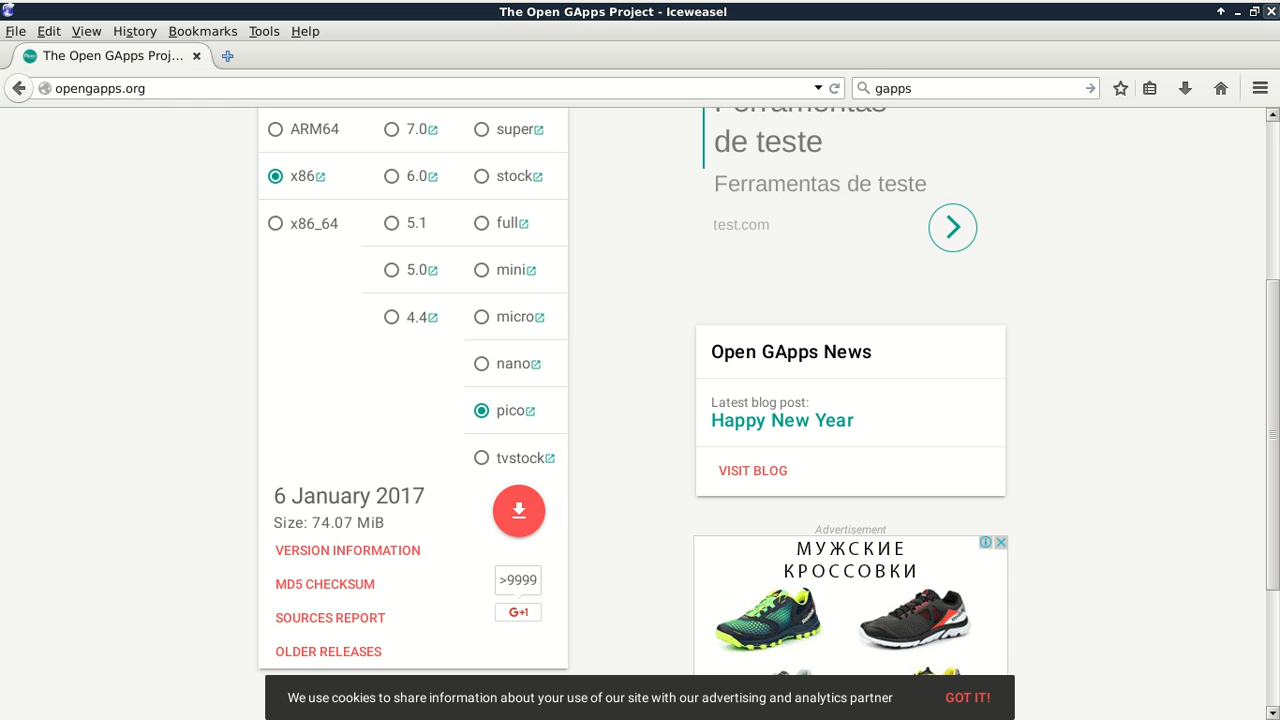 The Open GApps Project - Iceweasel
File Edit View History Bookmarks Tools Help
The Open GApps Proj...
opengapps.org
gapps
ARM64 7.0 super
x86 6.0 stock
x86_64 5.1 full
5.0 mini
4.4 micro
nano
pico
tvstock
6 January 2017
Size: 74.07 MiB
VERSION INFORMATION
MD5 CHECKSUM
SOURCES REPORT
OLDER RELEASES
>9999
G+1
Ferramentas
de teste
Ferramentas de teste
test.com
Open GApps News
Latest blog post:
Happy New Year
VISIT BLOG
Advertisement
МУЖСКИЕ
КРОССОВКИ
We use cookies to share information about your use of our site with our advertising and analytics partner
GOT IT!